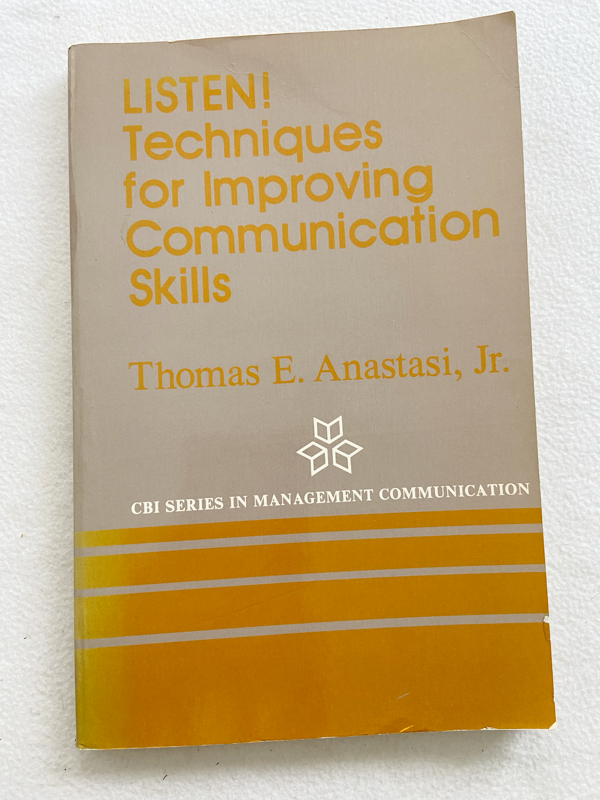 LISTEN!
Techniques
for Improving
Communication
Skills
Thomas E. Anastasi, Jr.
CBI SERIES IN MANAGEMENT COMMUNICATION